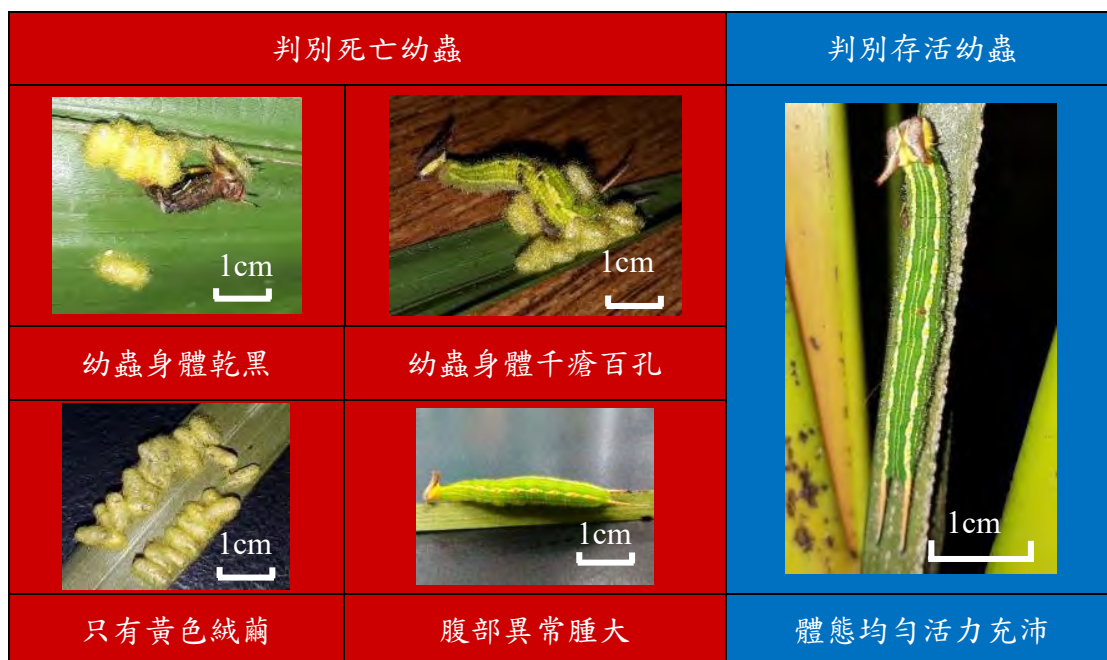 判別死亡幼蟲
判別存活幼蟲
1cm
1cm
幼蟲身體乾黑
幼蟲身體千瘡百孔
1cm
1cm
1cm
只有黃色絨繭
腹部異常腫大
體態均勻活力充沛